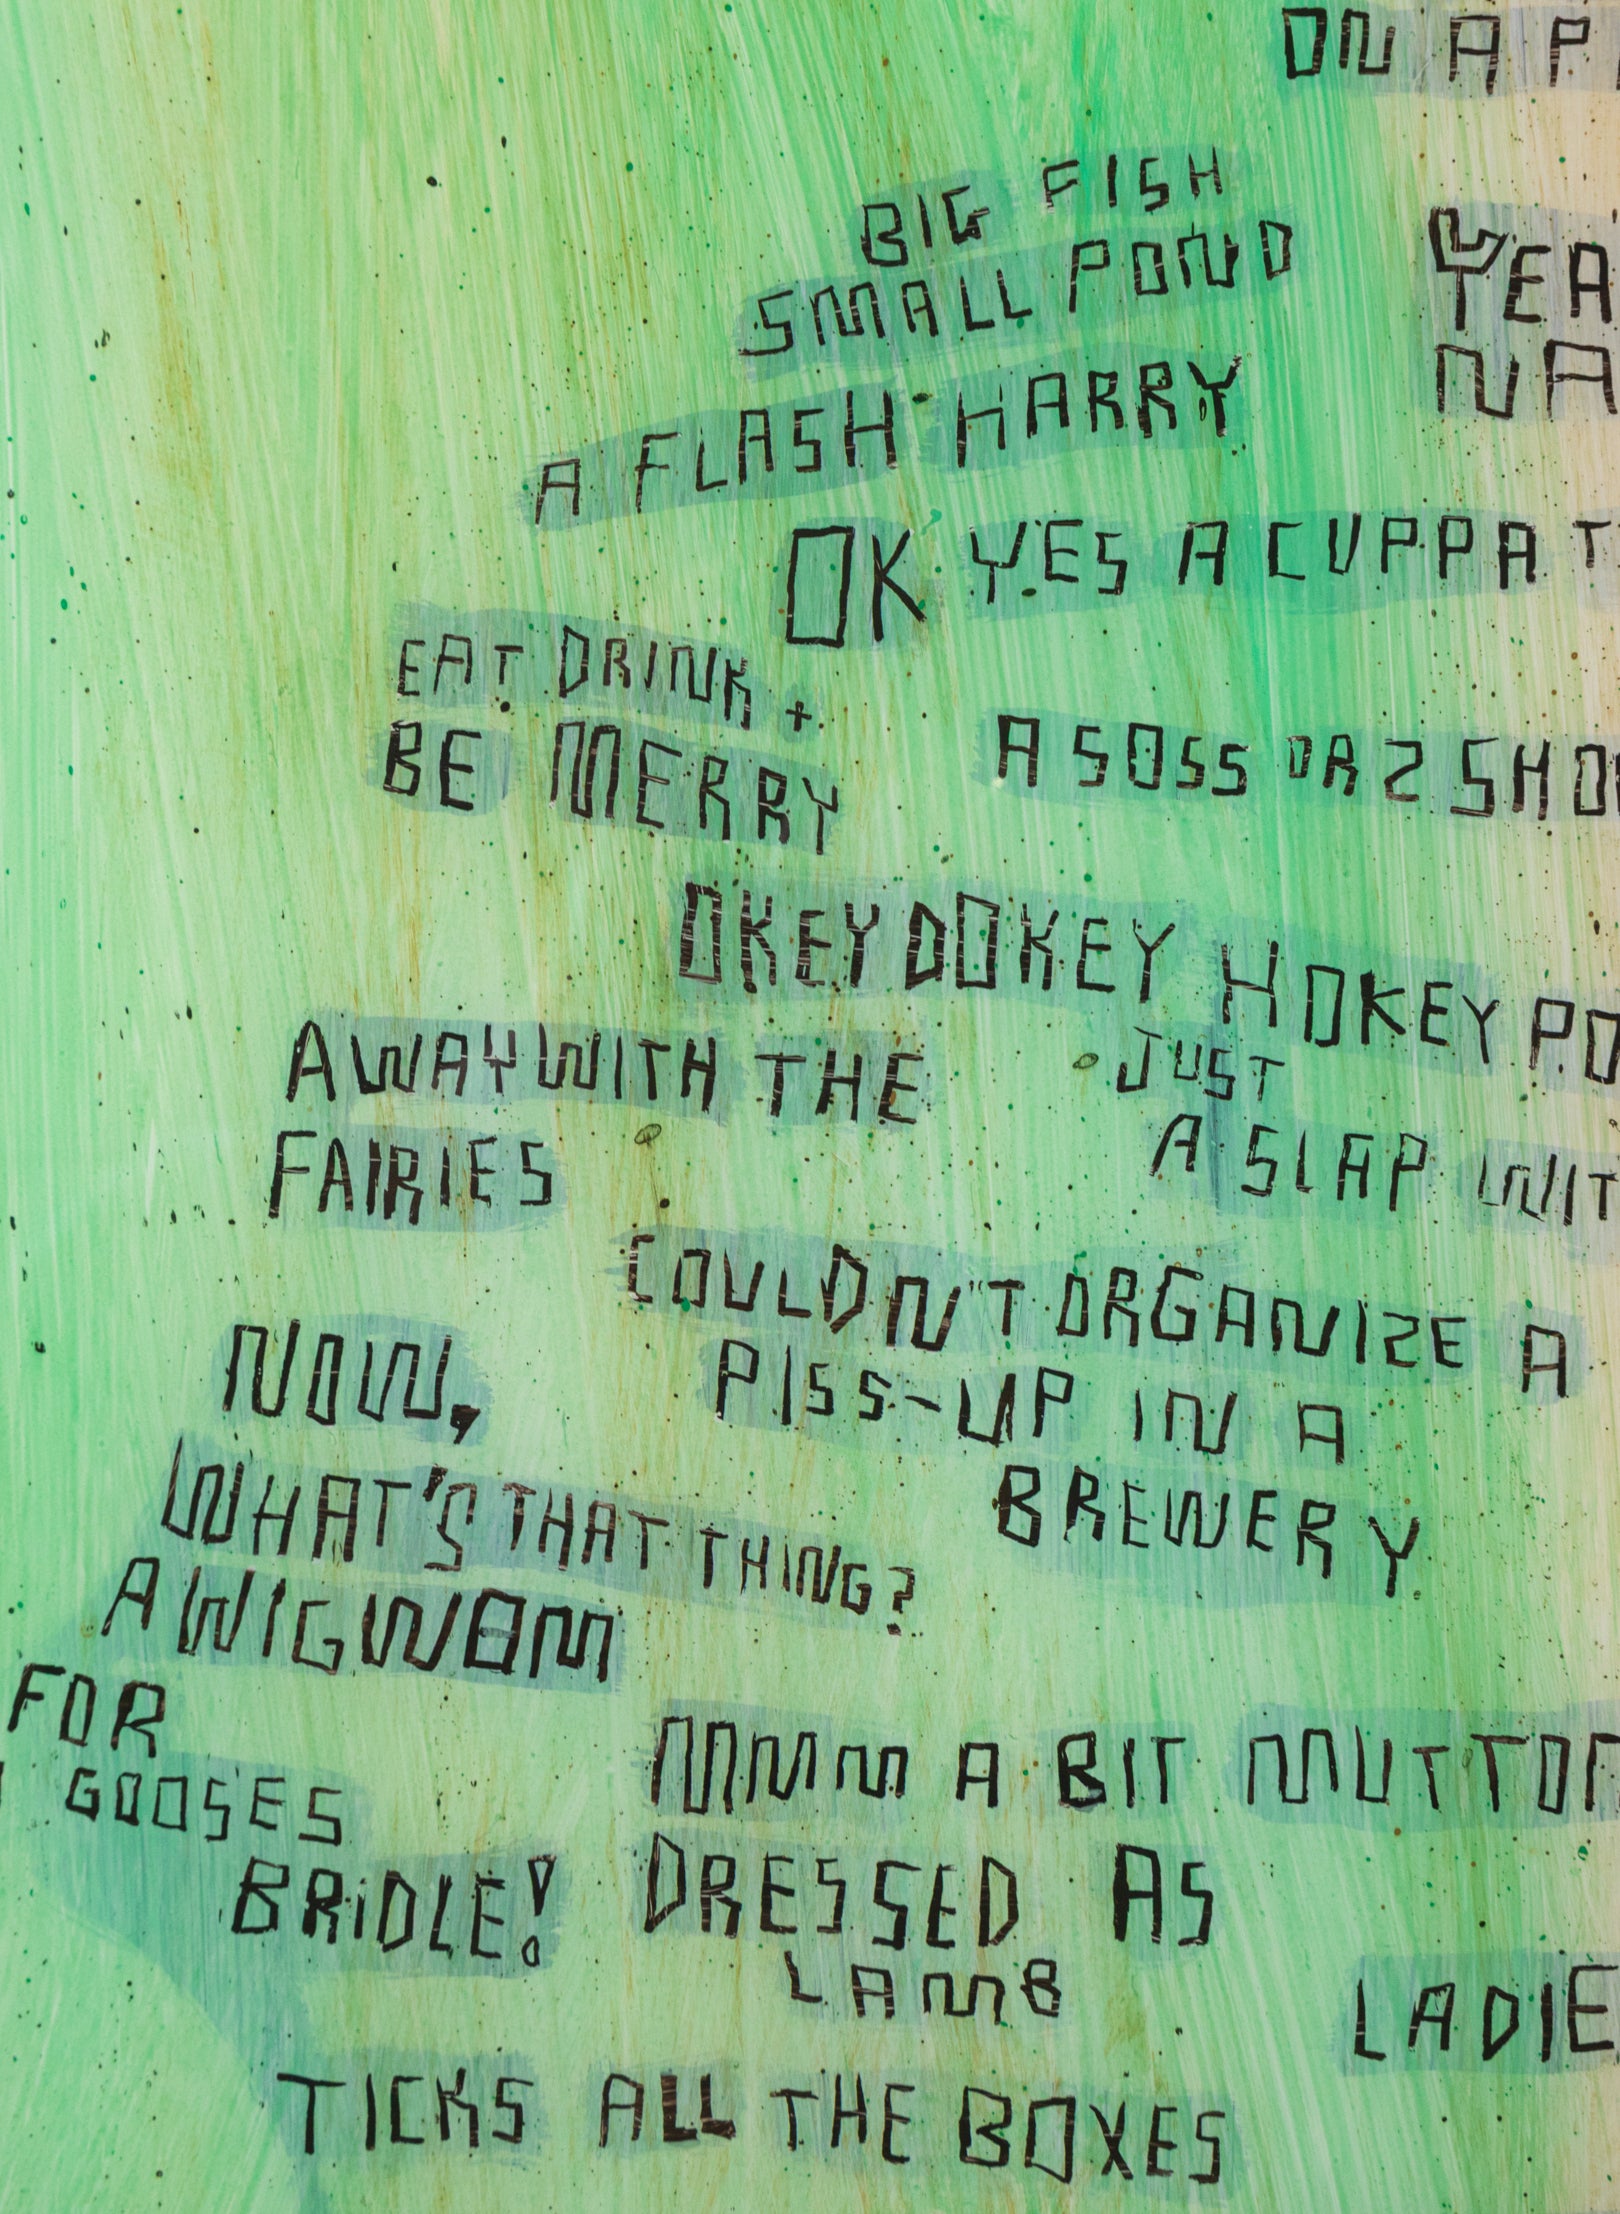 ON A P
BIG FISH
SMALL POND
YEA
NA
A FLASH HARRY
OK YES A CUPPA T
EAT DRINK +
BE MERRY
A SOSS OR 2 SHO
OKEY DOKEY HOKEY PO
AWAY WITH THE
FAIRIES
JUST
A SLAP WIT
COULDN'T ORGANIZE A
PISS-UP IN A
BREWERY
NOW,
WHAT'S THAT THING?
A WIGWAM
FOR
GOOSES
BRiDLE!
MMM A BIT MUTTON
DRESSED AS
LAMB
LADIE
TICKS ALL THE BOXES